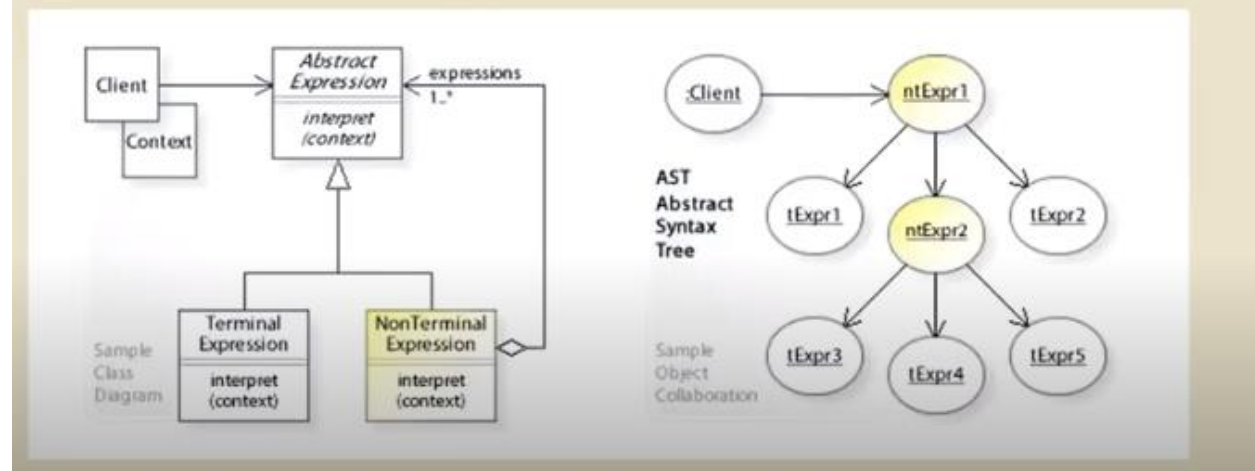 Client
Context
Abstract
Expression
interpret
(context)
expressions
1..*
Terminal
Expression
interpret
(context)
NonTerminal
Expression
interpret
(context)
Sample
Class
Diagram
:Client
ntExpr1
AST
Abstract
Syntax
Tree
tExpr1
ntExpr2
tExpr2
tExpr3
tExpr4
tExpr5
Sample
Object
Collaboration